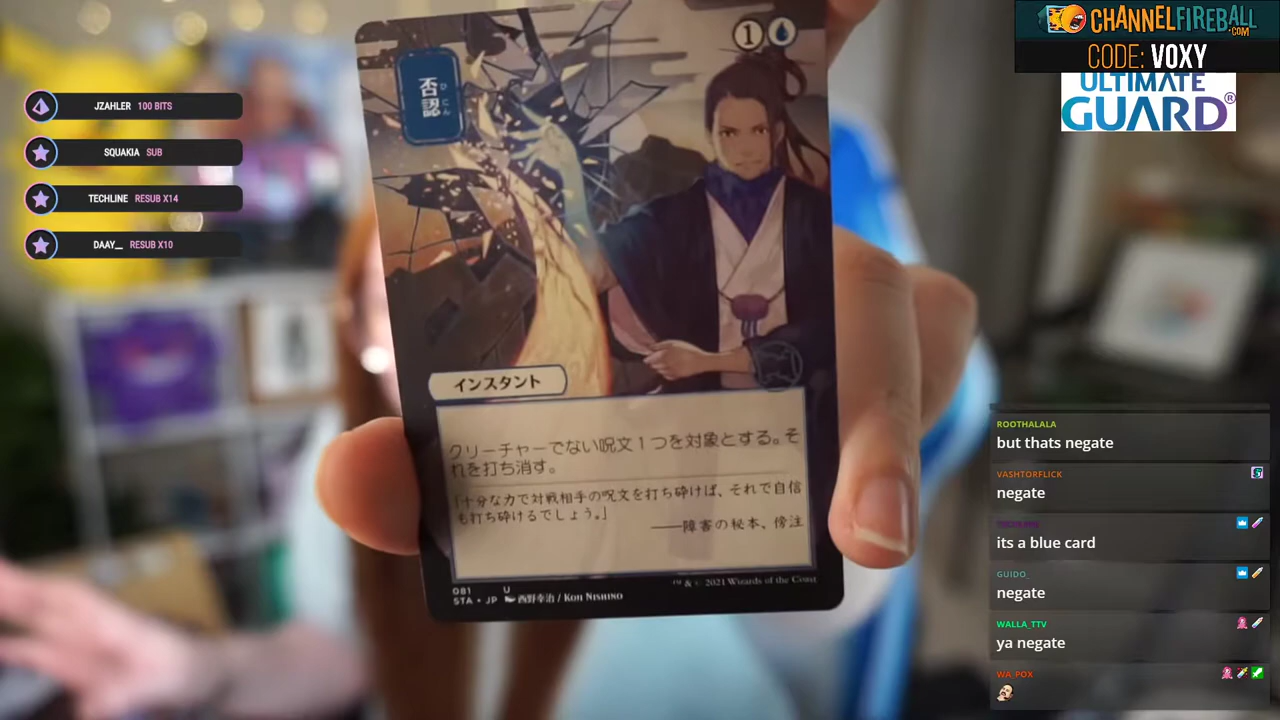 CHANNELFIREBALL
.COM
CODE: VOXY
ULTIMATE
GUARD®
JZAHLER 100 BITS
SQUAKIA SUB
TECHLINE RESUB X14
DAAY__ RESUB X10
1
否認
ひにん
インスタント
クリーチャーでない呪文1つを対象とする。そ
れを打ち消す。
「十分な力で対戦相手の呪文を打ち砕けば、それで自信
も打ち砕けるでしょう。」
──障害の秘本、傍注
081 U
STA • JP 西野幸治 / Koji Nishino
™ & © 2021 Wizards of the Coast
ROOTHALALA
but thats negate
VASHTORFLICK
negate
its a blue card
GUIDO_
negate
WALLA_TTV
ya negate
WA_POX